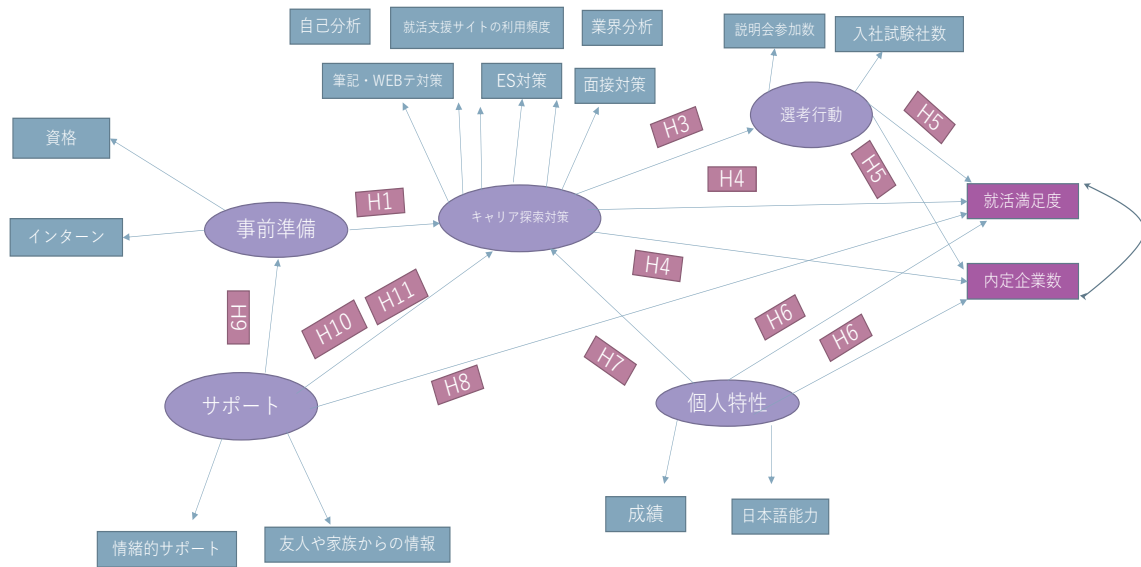 自己分析
就活支援サイトの利用頻度
業界分析
説明会参加数
入社試験社数
筆記・WEBテ対策
ES対策
面接対策
選考行動
資格
H3
H5
H5
H4
H1
キャリア探索対策
就活満足度
事前準備
インターン
H4
内定企業数
H9
H10
H11
H6
H6
H7
H8
サポート
個人特性
成績
日本語能力
情緒的サポート
友人や家族からの情報